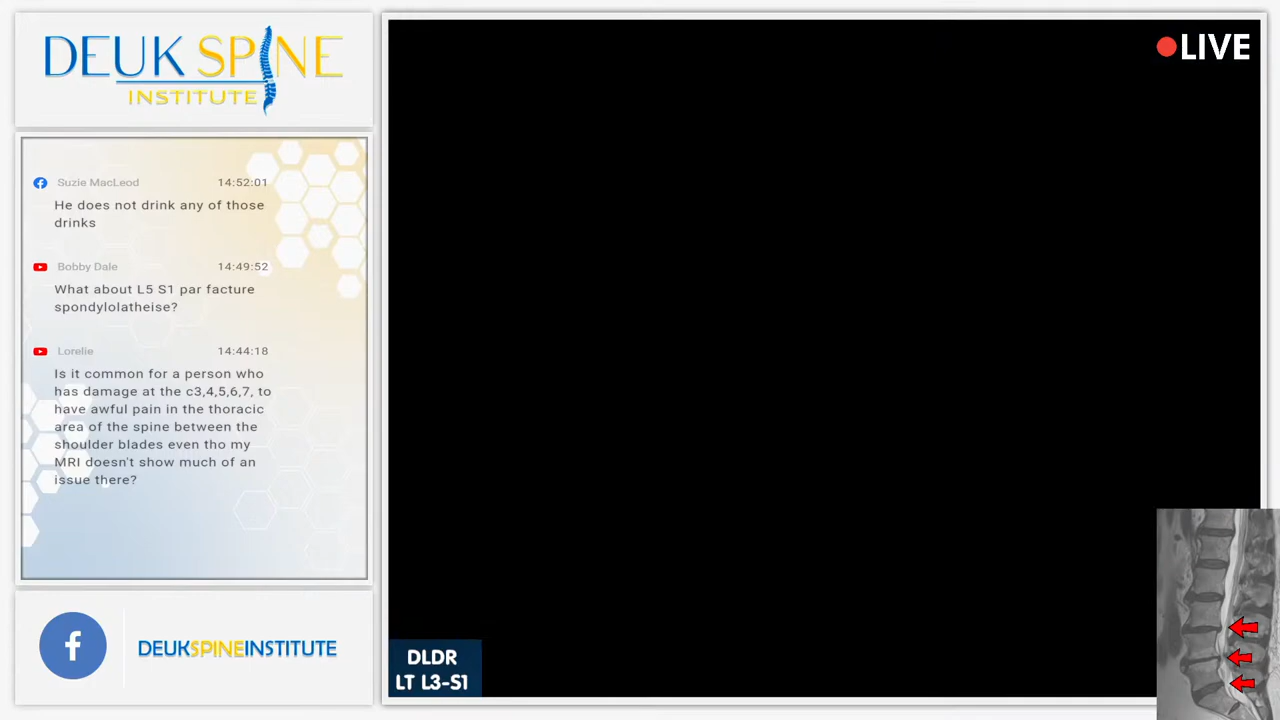 DEUK SPINE
INSTITUTE
LIVE
Suzie MacLeod 14:52:01
He does not drink any of those
drinks
Bobby Dale 14:49:52
What about L5 S1 par facture
spondylolatheise?
Lorelie 14:44:18
Is it common for a person who
has damage at the c3,4,5,6,7, to
have awful pain in the thoracic
area of the spine between the
shoulder blades even tho my
MRI doesn't show much of an
issue there?
DEUKSPINEINSTITUTE
DLDR
LT L3-S1